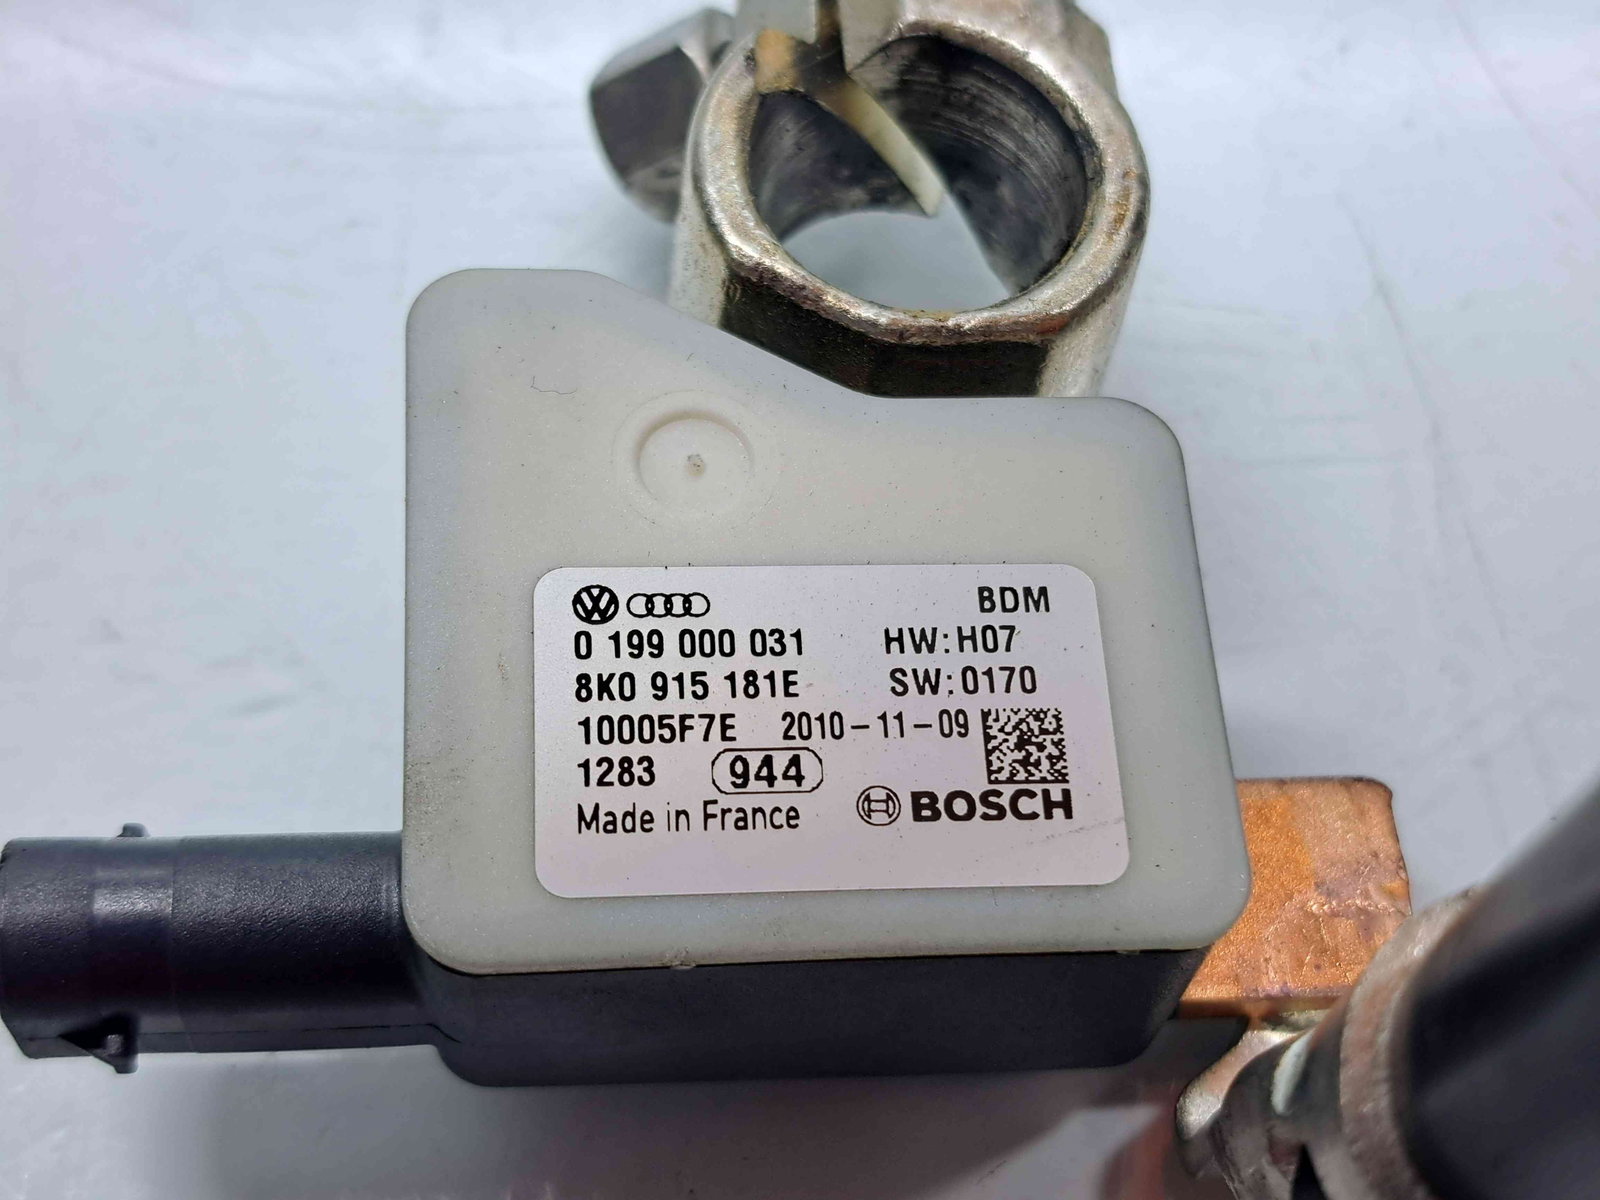 BDM
0 199 000 031 HW:H07
8K0 915 181E SW:0170
10005F7E 2010-11-09
1283 944
Made in France BOSCH